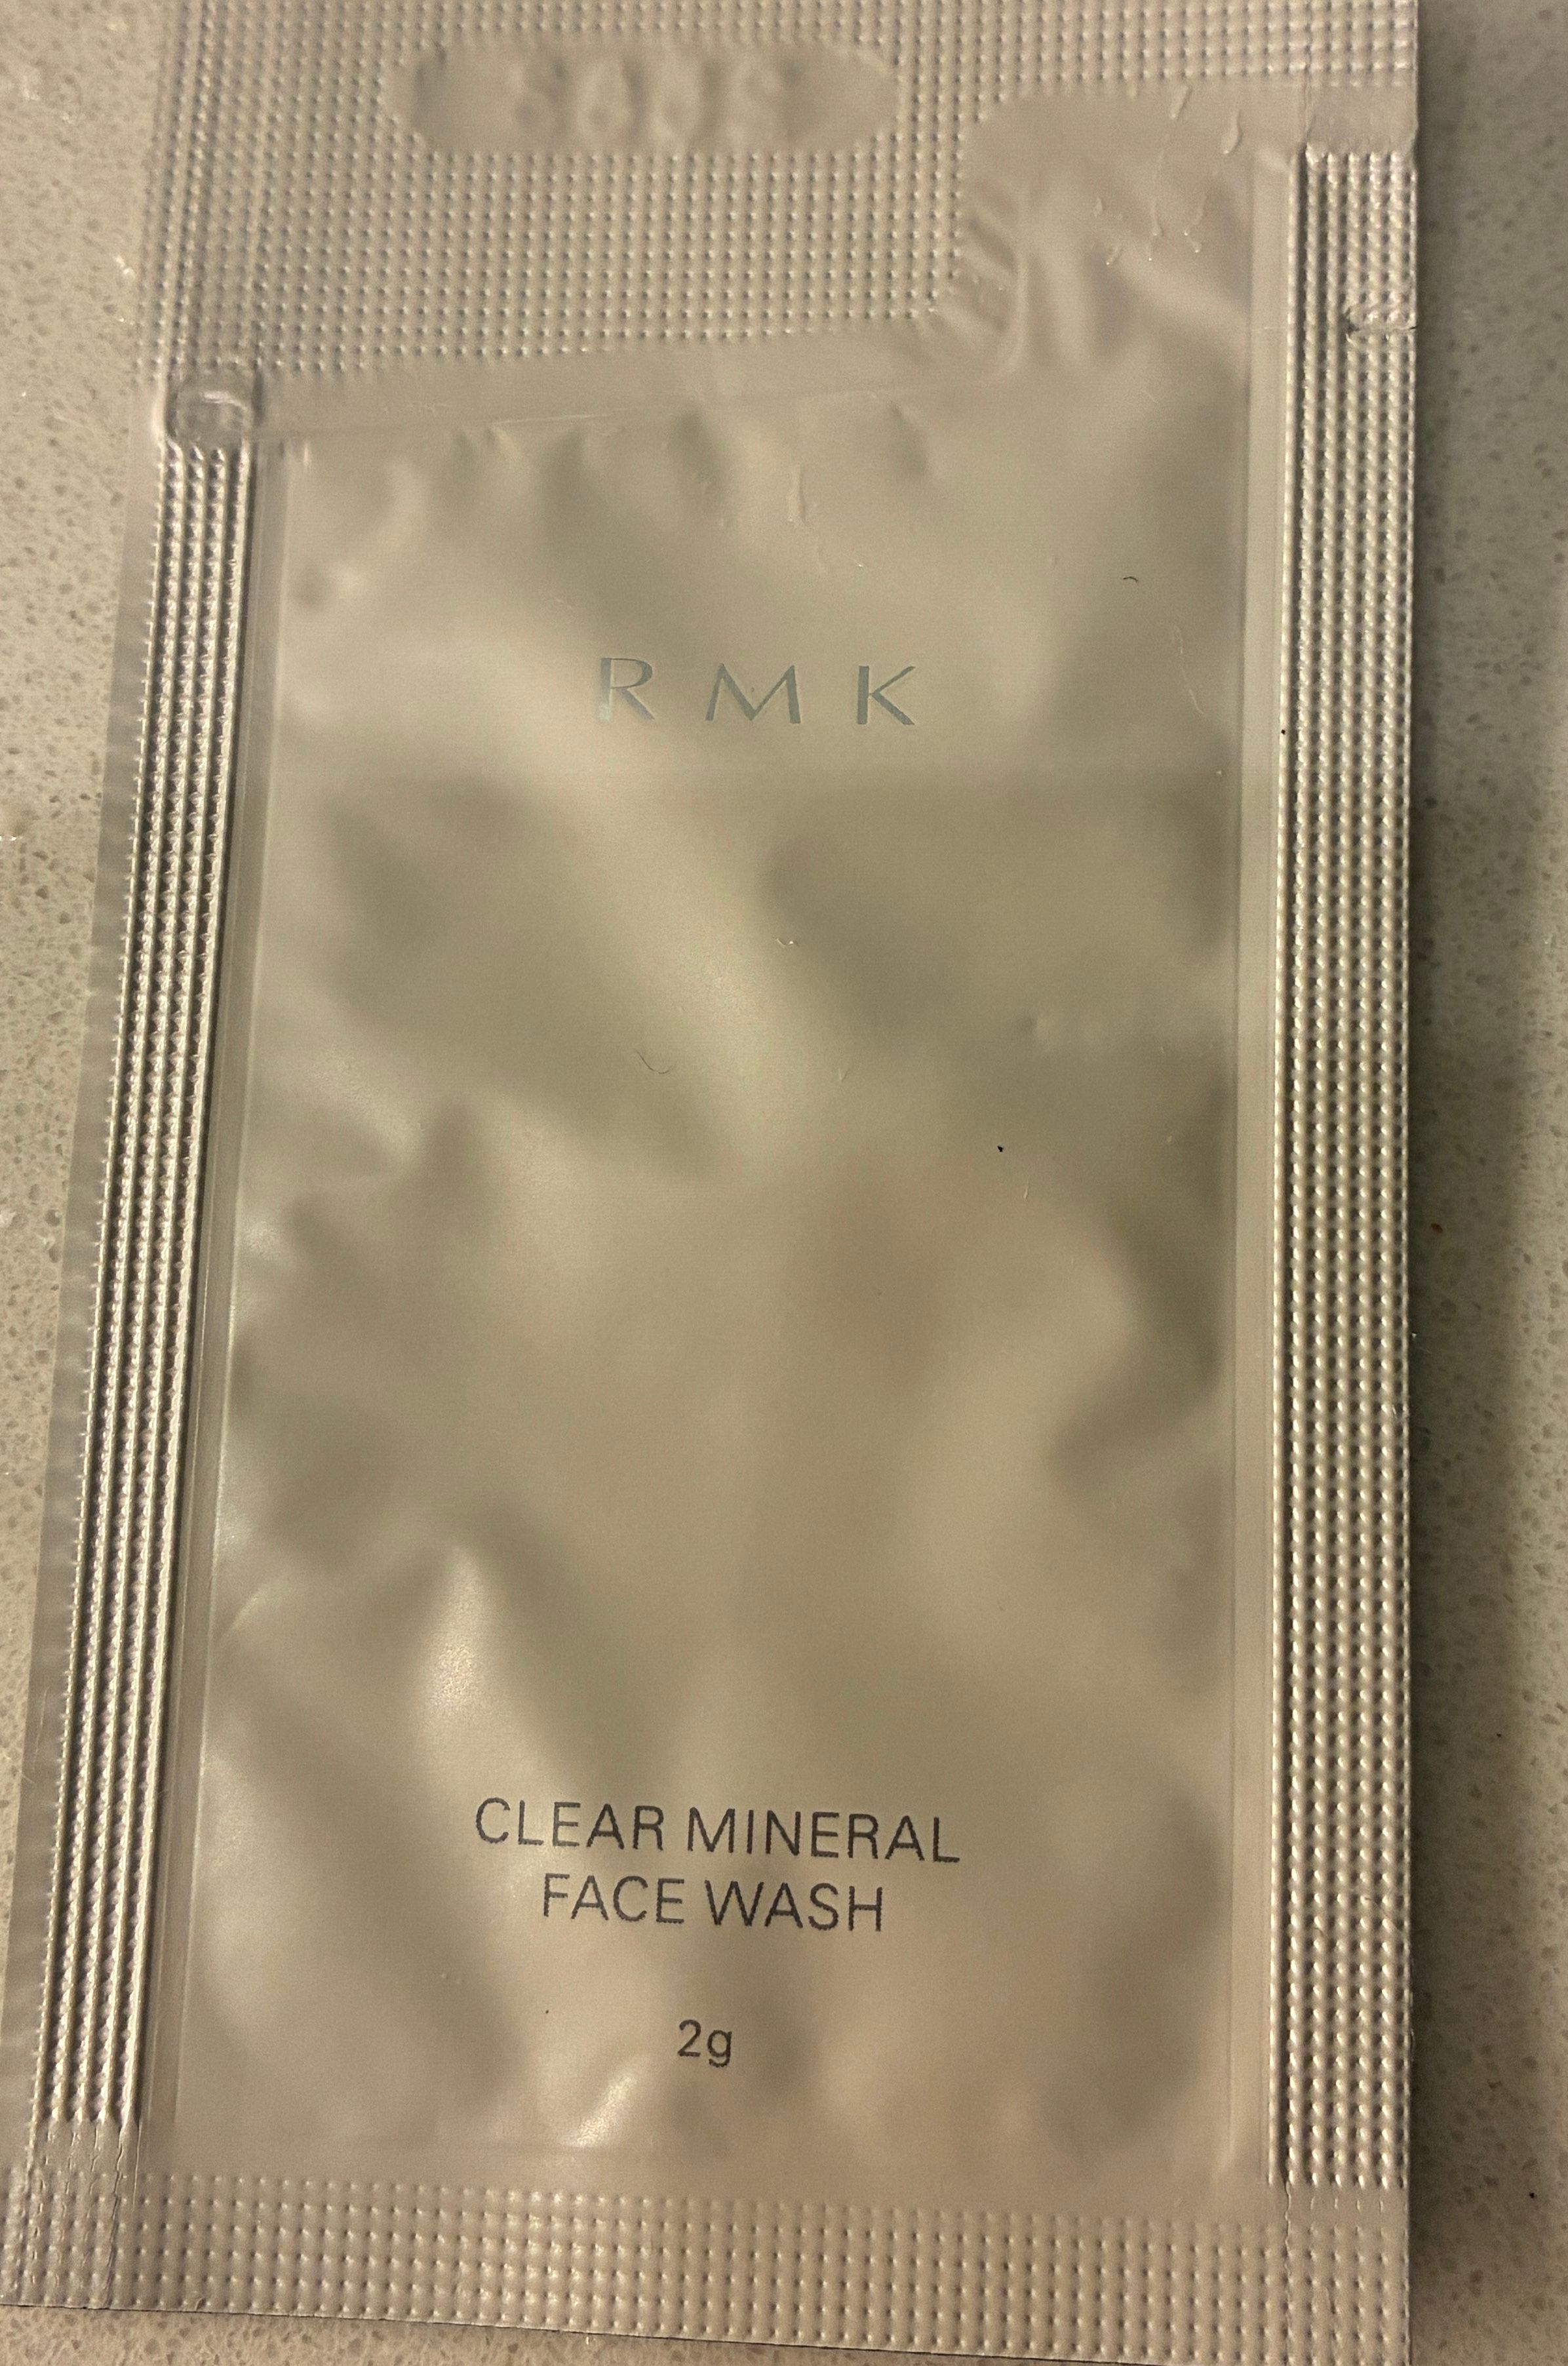 RMK
CLEAR MINERAL
FACE WASH
2g